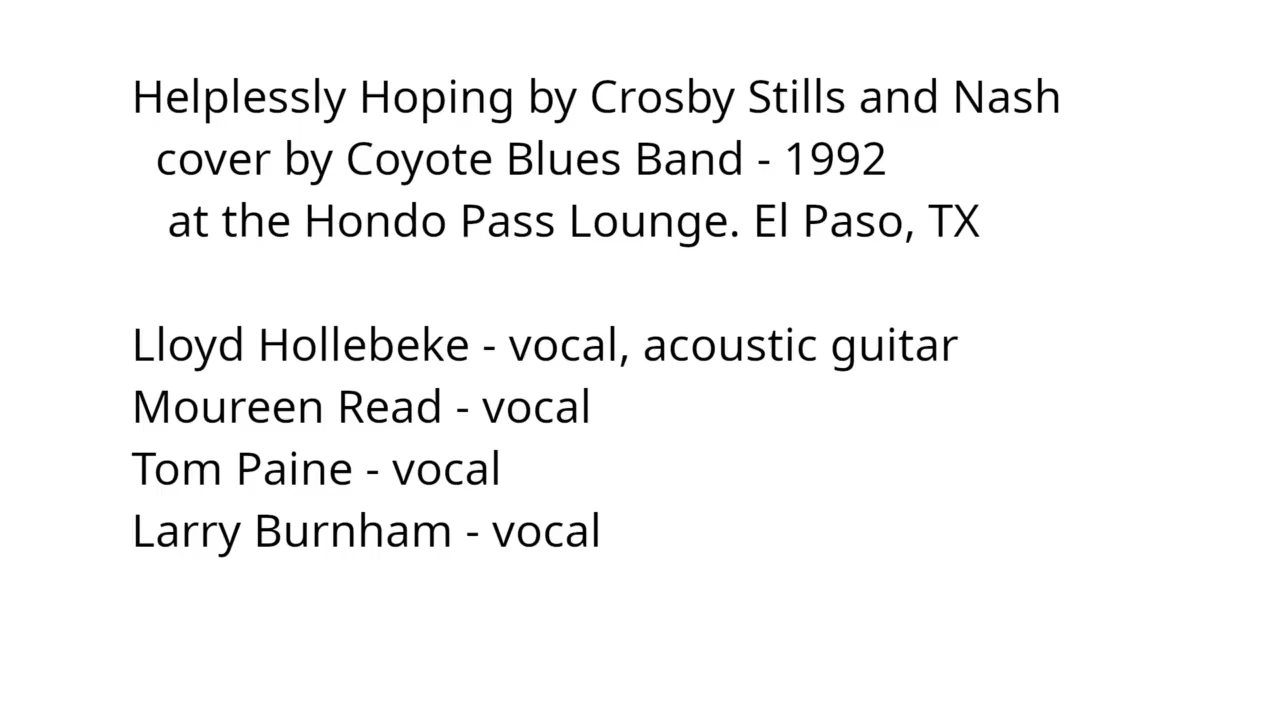 Helplessly Hoping by Crosby Stills and Nash
cover by Coyote Blues Band - 1992
at the Hondo Pass Lounge. El Paso, TX
Lloyd Hollebeke - vocal, acoustic guitar
Moureen Read - vocal
Tom Paine - vocal
Larry Burnham - vocal